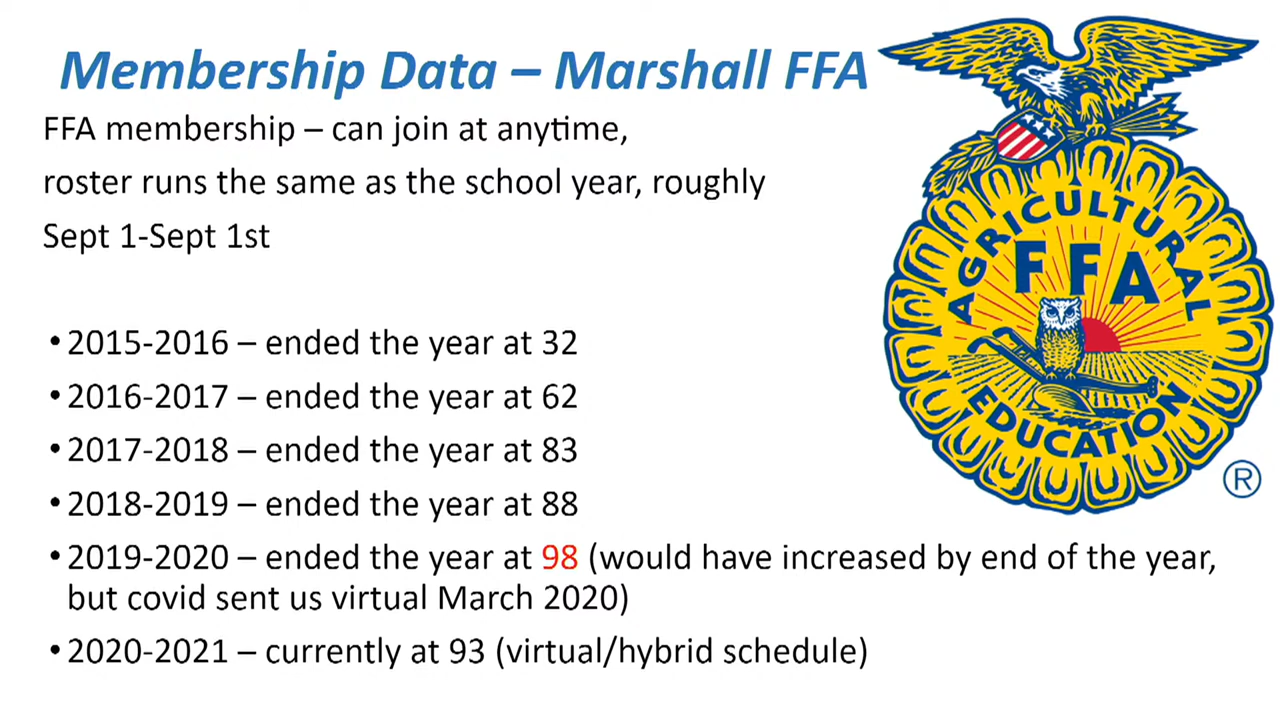 Membership Data – Marshall FFA
FFA membership – can join at anytime,
roster runs the same as the school year, roughly
Sept 1-Sept 1st
•2015-2016 – ended the year at 32
•2016-2017 – ended the year at 62
•2017-2018 – ended the year at 83
•2018-2019 – ended the year at 88
•2019-2020 – ended the year at 98 (would have increased by end of the year,
but covid sent us virtual March 2020)
•2020-2021 – currently at 93 (virtual/hybrid schedule)
AGRICULTURAL
FFA
EDUCATION
®